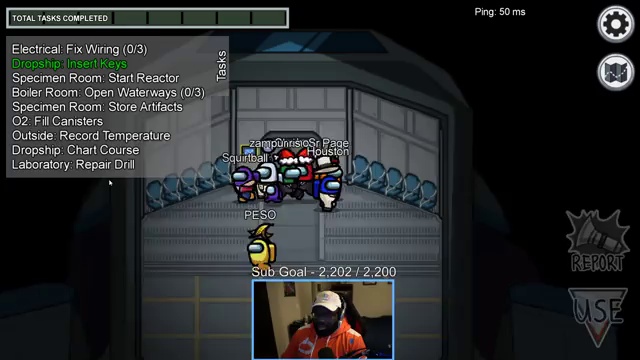 TOTAL TASKS COMPLETED
Ping: 50 ms
Electrical: Fix Wiring (0/3)
Dropship: Insert Keys
Specimen Room: Start Reactor
Boiler Room: Open Waterways (0/3)
Specimen Room: Store Artifacts
O2: Fill Canisters
Outside: Record Temperature
Dropship: Chart Course
Laboratory: Repair Drill
Tasks
Sr Page
Houston
Squirtball
PESO
Sub Goal - 2,202 / 2,200
REPORT
USE